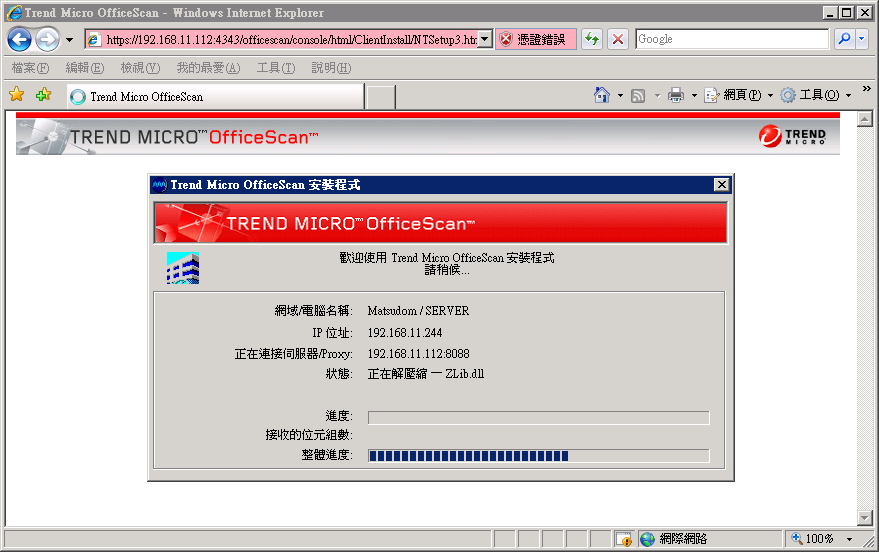 Trend Micro OfficeScan - Windows Internet Explorer
https://192.168.11.112:4343/officescan/console/html/ClientInstall/NTSetup3.htm
憑證錯誤
Google
檔案(F) 編輯(E) 檢視(V) 我的最愛(A) 工具(T) 說明(H)
Trend Micro OfficeScan
網頁(P) 工具(O) »
TREND MICRO™ OfficeScan™
TREND MICRO
Trend Micro OfficeScan 安裝程式
TREND MICRO™ OfficeScan™
歡迎使用 Trend Micro OfficeScan 安裝程式
請稍候...
網域/電腦名稱: Matsudom / SERVER
IP 位址: 192.168.11.244
正在連接伺服器/Proxy: 192.168.11.112:8088
狀態: 正在解壓縮 一 ZLib.dll
進度:
接收的位元組數:
整體進度:
網際網路 100%